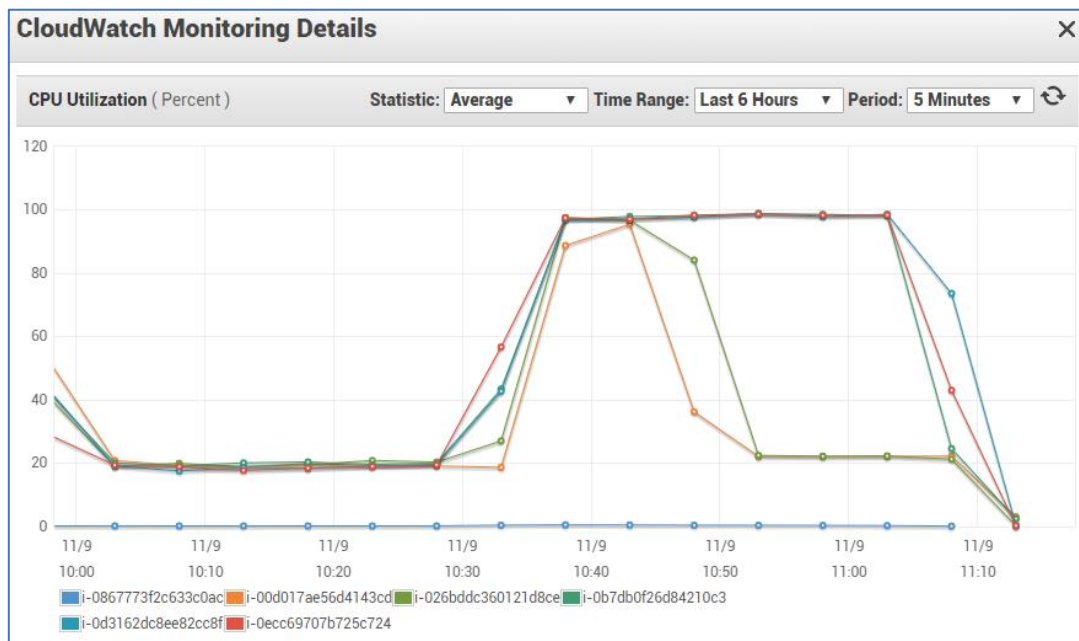 CloudWatch Monitoring Details
CPU Utilization ( Percent ) Statistic: Average Time Range: Last 6 Hours Period: 5 Minutes
120
100
80
60
40
20
0
11/9 11/9 11/9 11/9 11/9 11/9 11/9 11/9
10:00 10:10 10:20 10:30 10:40 10:50 11:00 11:10
i-0867773f2c633c0ac i-00d017ae56d4143cd i-026bddc360121d8ce i-0b7db0f26d84210c3
i-0d3162dc8ee82cc8f i-0ecc69707b725c724